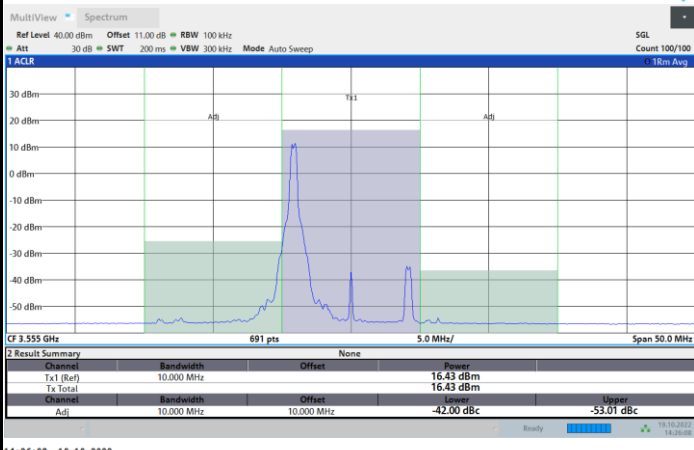 MultiView Spectrum
Ref Level 40.00 dBm Offset 11.00 dB RBW 100 kHz SGL
Att 30 dB SWT 200 ms VBW 300 kHz Mode Auto Sweep Count 100/100
1 ACLR 1Rm Avg
30 dBm
Tx1
20 dBm Adj Adj
10 dBm
0 dBm
-10 dBm
-20 dBm
-30 dBm
-40 dBm
-50 dBm
CF 3.555 GHz 691 pts 5.0 MHz/ Span 50.0 MHz
2 Result Summary None
Channel Bandwidth Offset Power
Tx1 (Ref) 10.000 MHz 16.43 dBm
Tx Total 16.43 dBm
Channel Bandwidth Offset Lower Upper
Adj 10.000 MHz 10.000 MHz -42.00 dBc -53.01 dBc
Ready 19.10.2022
14:26:08